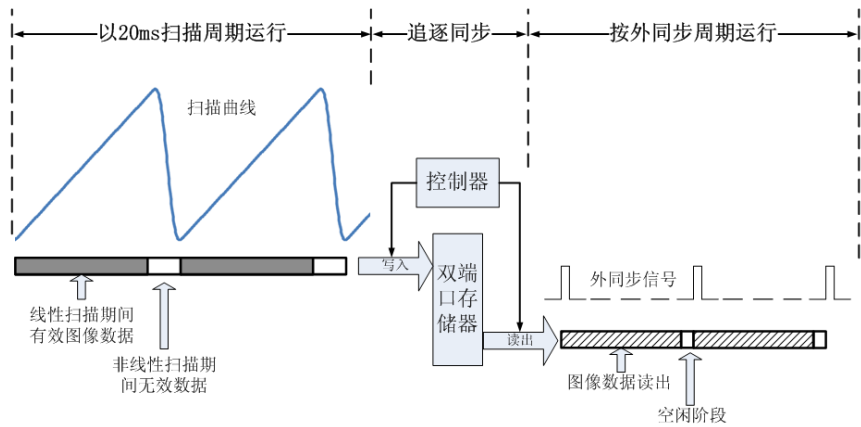 以20ms扫描周期运行
追逐同步
按外同步周期运行
扫描曲线
控制器
写入
双端
口存
储器
外同步信号
线性扫描期间
有效图像数据
读出
非线性扫描期
间无效数据
图像数据读出
空闲阶段